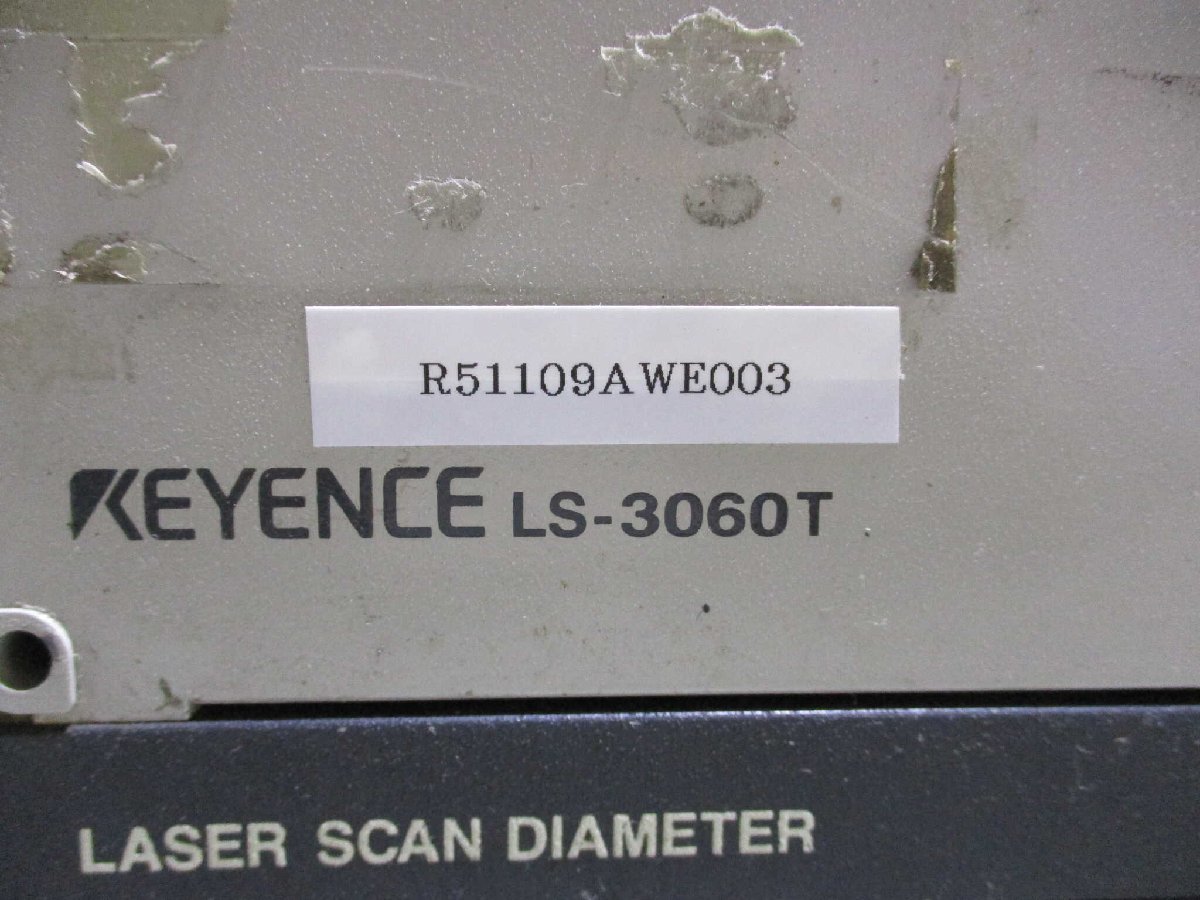 R51109AWE003
KEYENCE LS-3060T
LASER SCAN DIAMETER